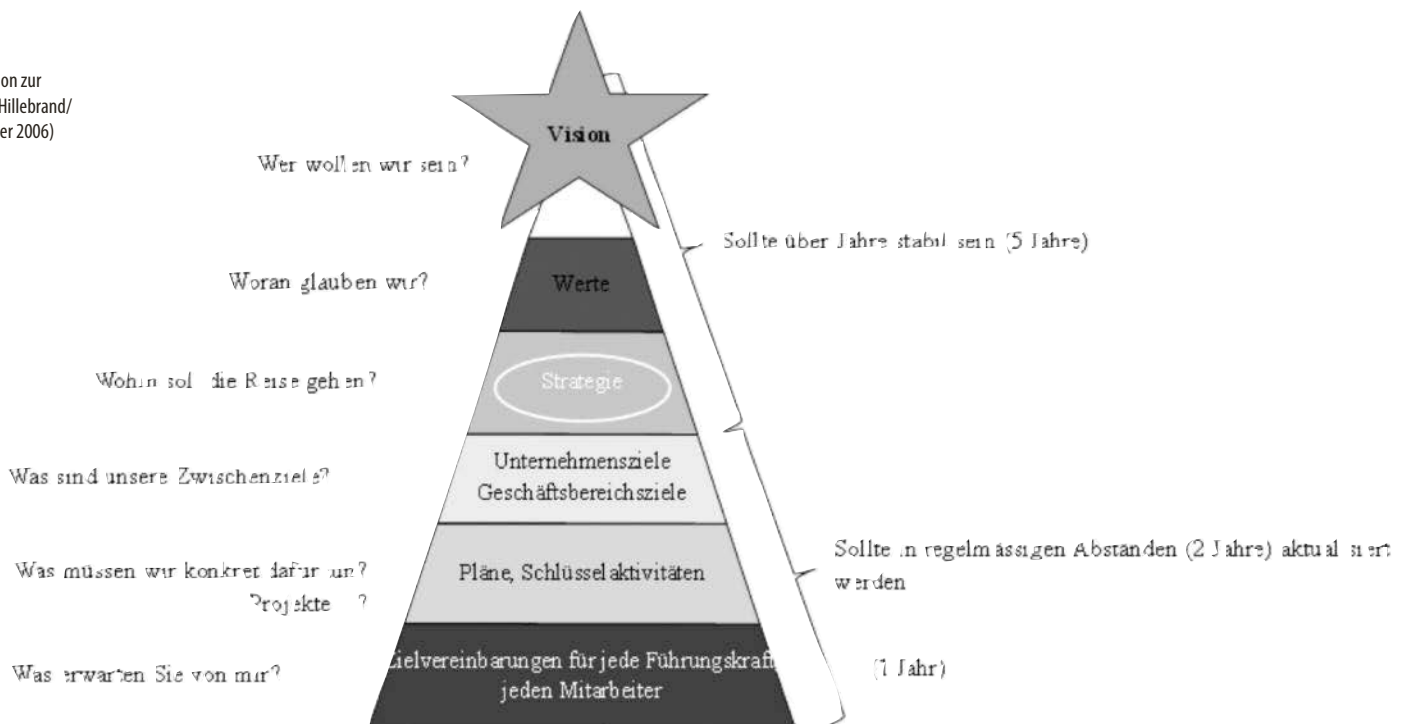 on zur
Hillebrand/
er 2006)
Vision
Wer wollen wir sein?
Sollte über Jahre stabil sein (5 Jahre)
Woran glauben wir?
Werte
Wohin soll die Reise gehen?
Strategie
Was sind unsere Zwischenziele?
Unternehmensziele
Geschäftsbereichsziele
Sollte in regelmässigen Abständen (2 Jahre) aktualisiert
werden
Was müssen wir konkret dafür tun?
Projekte ?
Pläne, Schlüsselaktivitäten
Was erwarten Sie von mir?
Zielvereinbarungen für jede Führungskraft,
jeden Mitarbeiter
(1 Jahr)